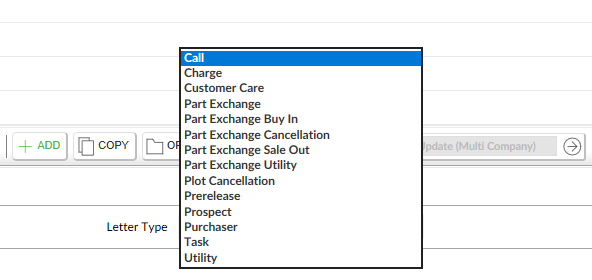 Call
Charge
Customer Care
Part Exchange
Part Exchange Buy In
Part Exchange Cancellation
Part Exchange Sale Out
Part Exchange Utility
Plot Cancellation
Prerelease
Prospect
Purchaser
Task
Utility
ADD
COPY
Update (Multi Company)
Letter Type